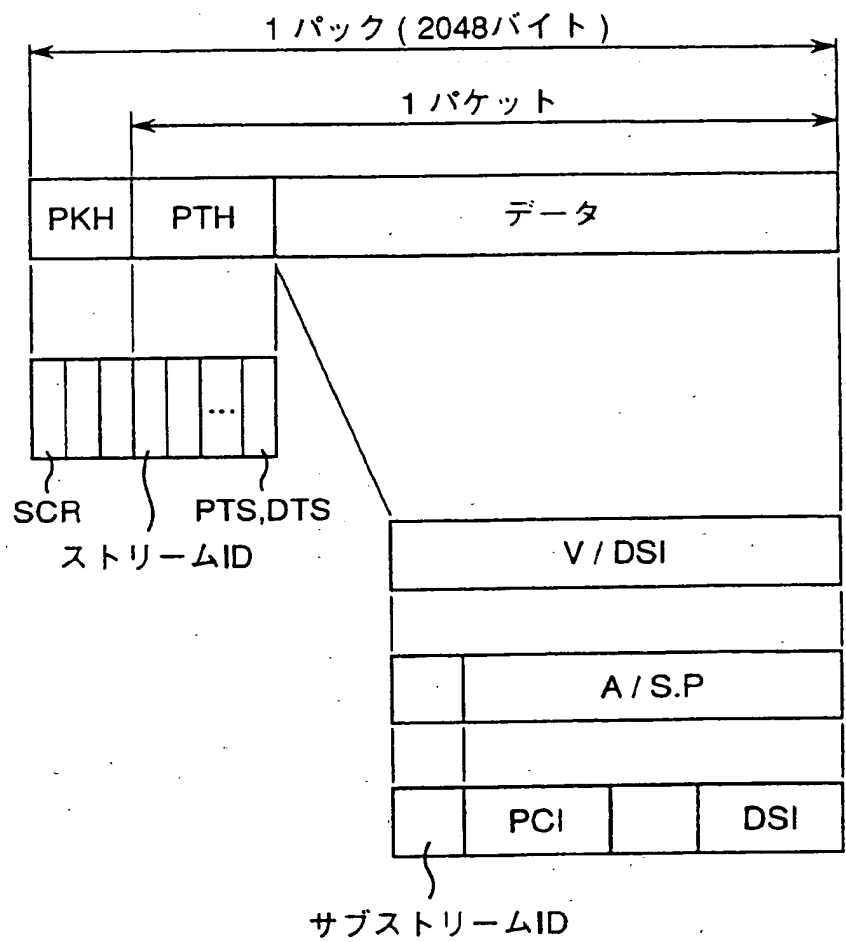 1 パック ( 2048バイト )
1 パケット
PKH
PTH
データ
...
SCR
PTS,DTS
ストリームID
V / DSI
A / S.P
PCI
DSI
サブストリームID